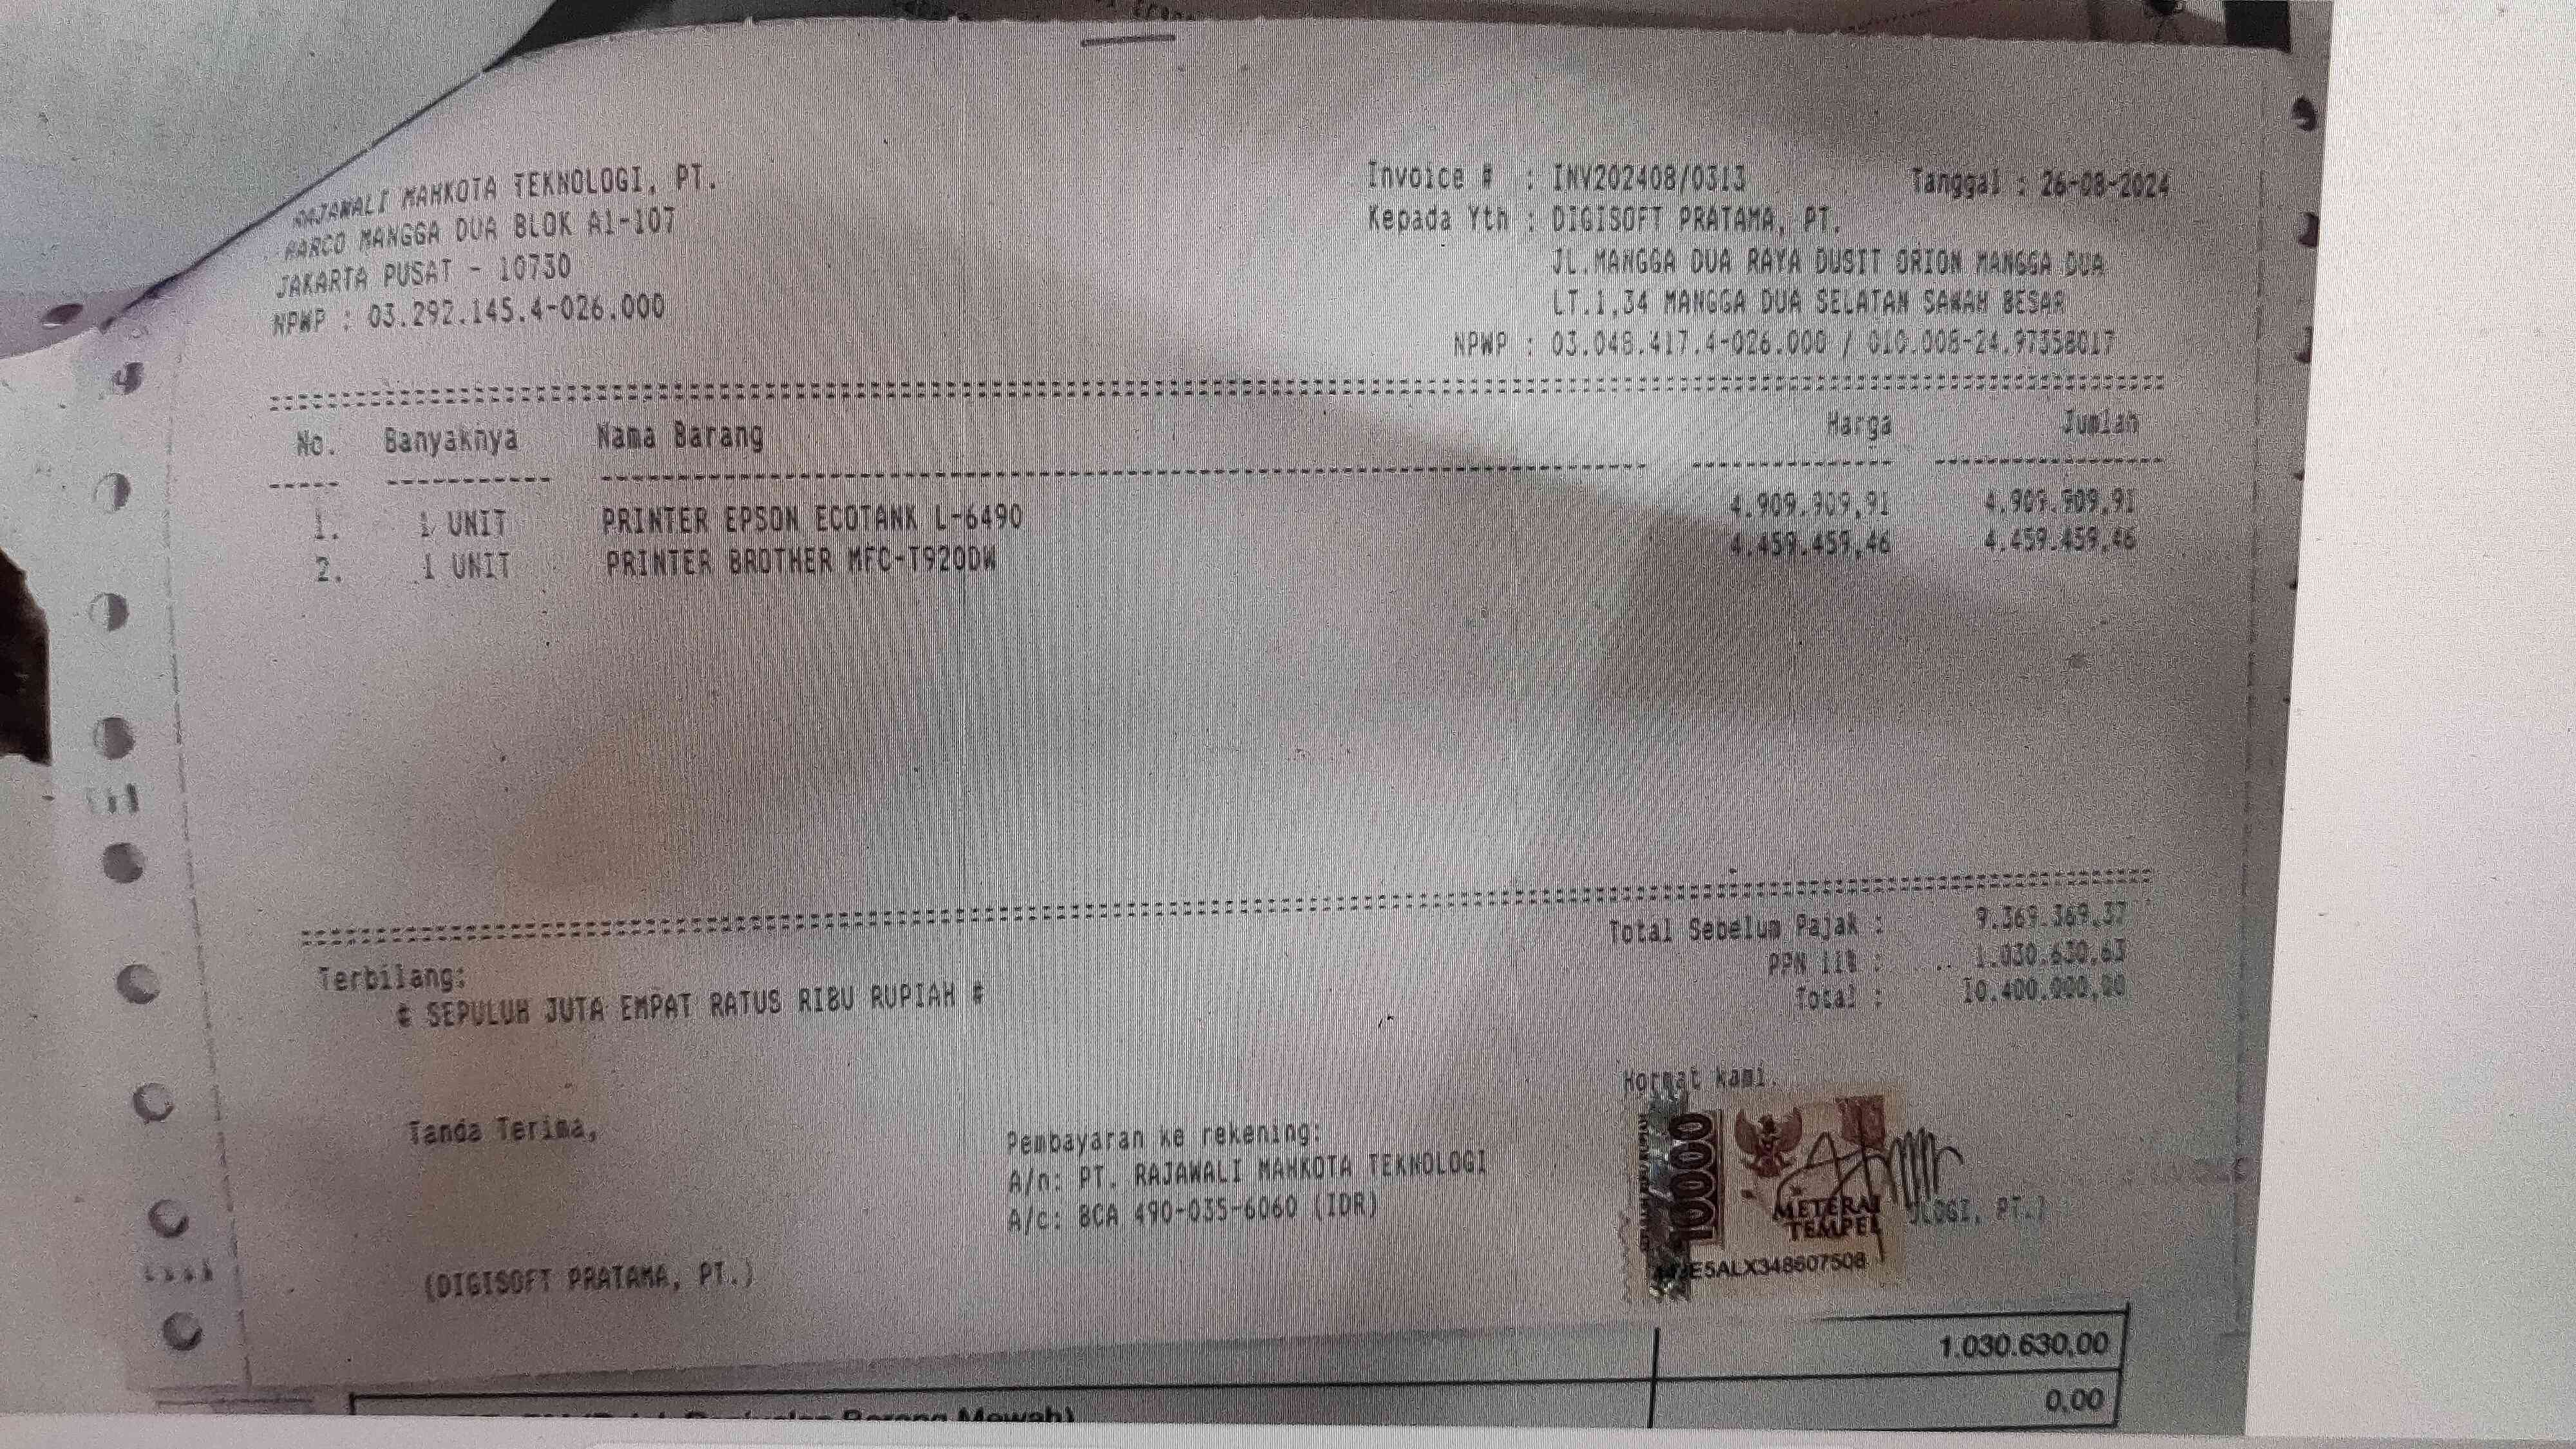 RAJAWALI MAHKOTA TEKNOLOGI, PT.
HARCO MANGGA DUA BLOK A1-107
JAKARTA PUSAT - 10730
NPWP : 03.292.145.4-026.000
Invoice # : INV202408/0313 Tanggal : 26-08-2024
Kepada Yth : DIGISOFT PRATAMA, PT.
JL.MANGGA DUA RAYA DUSIT ORION MANGGA DUA
LT.1,34 MANGGA DUA SELATAN SAWAH BESAR
NPWP : 03.048.417.4-026.000 / 010.008-24.97358017
No. Banyaknya Nama Barang Harga Jumlah
1. 1 UNIT PRINTER EPSON ECOTANK L-6490 4.909.909,91 4.909.909,91
2. 1 UNIT PRINTER BROTHER MFC-T920DW 4.459.459,46 4.459.459,46
Total Sebelum Pajak : 9.369.369,37
PPN 11% : 1.030.630,63
Total : 10.400.000,00
Terbilang:
# SEPULUH JUTA EMPAT RATUS RIBU RUPIAH #
Hormat kami,
Tanda Terima,
Pembayaran ke rekening:
A/n: PT. RAJAWALI MAHKOTA TEKNOLOGI
A/c: BCA 490-035-6060 (IDR)
10000
METERAI
TEMPEL
E5ALX348607508
LOGI, PT.)
(DIGISOFT PRATAMA, PT.)
1.030.630,00
0,00
Barang Mewah)